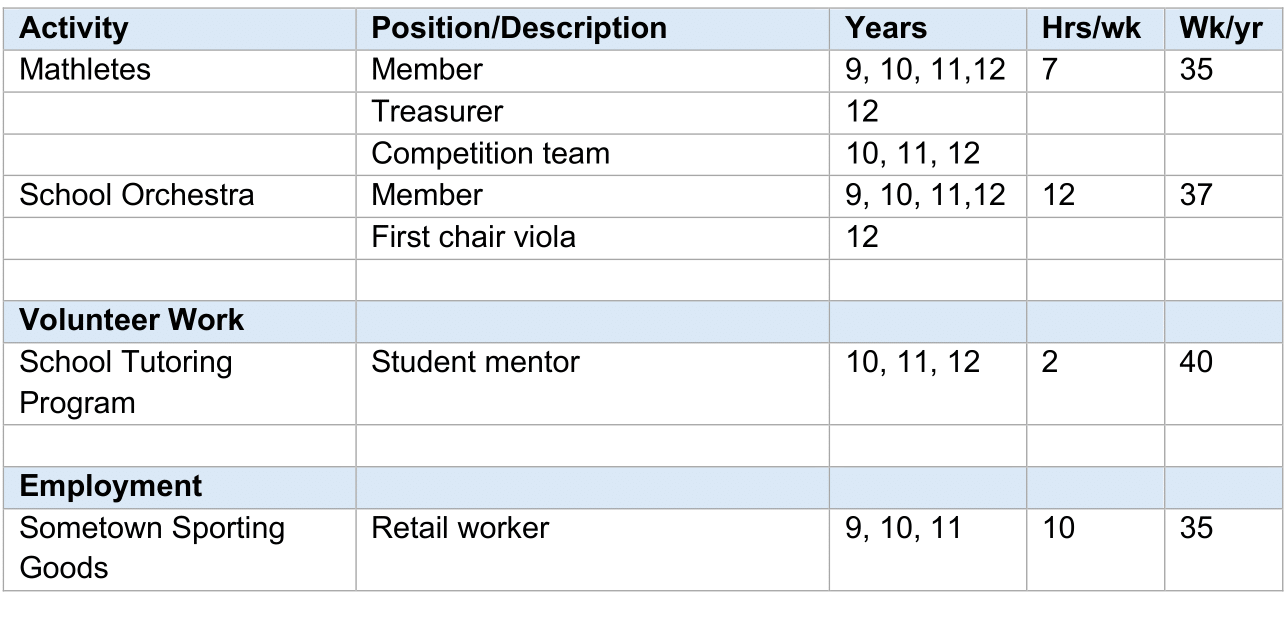 Activity Position/Description Years Hrs/wk Wk/yr
Mathletes Member 9, 10, 11,12 7 35
Treasurer 12
Competition team 10, 11, 12
School Orchestra Member 9, 10, 11,12 12 37
First chair viola 12
Volunteer Work
School Tutoring Student mentor 10, 11, 12 2 40
Program
Employment
Sometown Sporting Retail worker 9, 10, 11 10 35
Goods